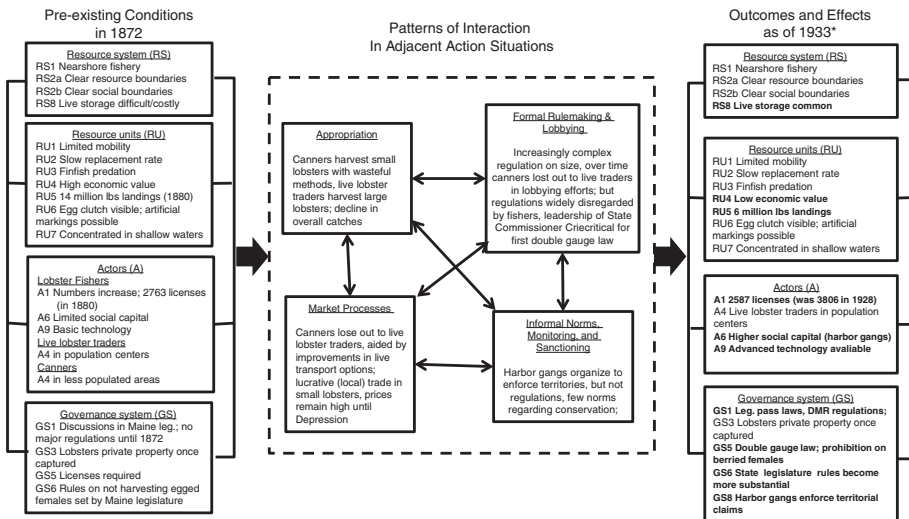 Pre-existing Conditions
in 1872
Resource system (RS)
RS1 Nearshore fishery
RS2a Clear resource boundaries
RS2b Clear social boundaries
RS8 Live storage difficult/costly
Resource units (RU)
RU1 Limited mobility
RU2 Slow replacement rate
RU3 Finfish predation
RU4 High economic value
RU5 14 million lbs landings (1880)
RU6 Egg clutch visible; artificial
markings possible
RU7 Concentrated in shallow waters
Actors (A)
Lobster Fishers
A1 Numbers increase; 2763 licenses
(in 1880)
A6 Limited social capital
A9 Basic technology
Live lobster traders
A4 in population centers
Canners
A4 in less populated areas
Governance system (GS)
GS1 Discussions in Maine leg.; no
major regulations until 1872
GS3 Lobsters private property once
captured
GS5 Licenses required
GS6 Rules on not harvesting egged
females set by Maine legislature
Patterns of Interaction
In Adjacent Action Situations
Appropriation
Canners harvest small
lobsters with wasteful
methods, live lobster
traders harvest large
lobsters; decline in
overall catches
Formal Rulemaking &
Lobbying
Increasingly complex
regulation on size, over time
canners lost out to live traders
in lobbying efforts; but
regulations widely disregarded
by fishers, leadership of State
Commissioner Criecritical for
first double gauge law
Market Processes
Canners lose out to live
lobster traders, aided by
improvements in live
transport options;
lucrative (local) trade in
small lobsters, prices
remain high until
Depression
Informal Norms,
Monitoring, and
Sanctioning
Harbor gangs organize to
enforce territories, but not
regulations, few norms
regarding conservation;
Outcomes and Effects
as of 1933*
Resource system (RS)
RS1 Nearshore fishery
RS2a Clear resource boundaries
RS2b Clear social boundaries
RS8 Live storage common
Resource units (RU)
RU1 Limited mobility
RU2 Slow replacement rate
RU3 Finfish predation
RU4 Low economic value
RU5 6 million lbs landings
RU6 Egg clutch visible; artificial
markings possible
RU7 Concentrated in shallow waters
Actors (A)
A1 2587 licenses (was 3806 in 1928)
A4 Live lobster traders in population
centers
A6 Higher social capital (harbor gangs)
A9 Advanced technology avaliable
Governance system (GS)
GS1 Leg. pass laws, DMR regulations;
GS3 Lobsters private property once
captured
GS5 Double gauge law; prohibition on
berried females
GS6 State legislature rules become
more substantial
GS8 Harbor gangs enforce territorial
claims